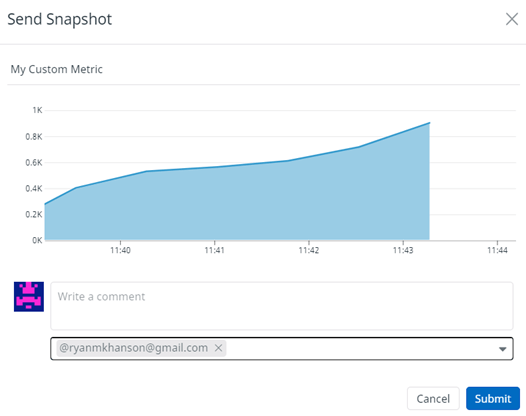 Send Snapshot
My Custom Metric
1K
0.8K
0.6K
0.4K
0.2K
0K
11:40 11:41 11:42 11:43 11:44
Write a comment
@ryanmkhanson@gmail.com
Cancel Submit